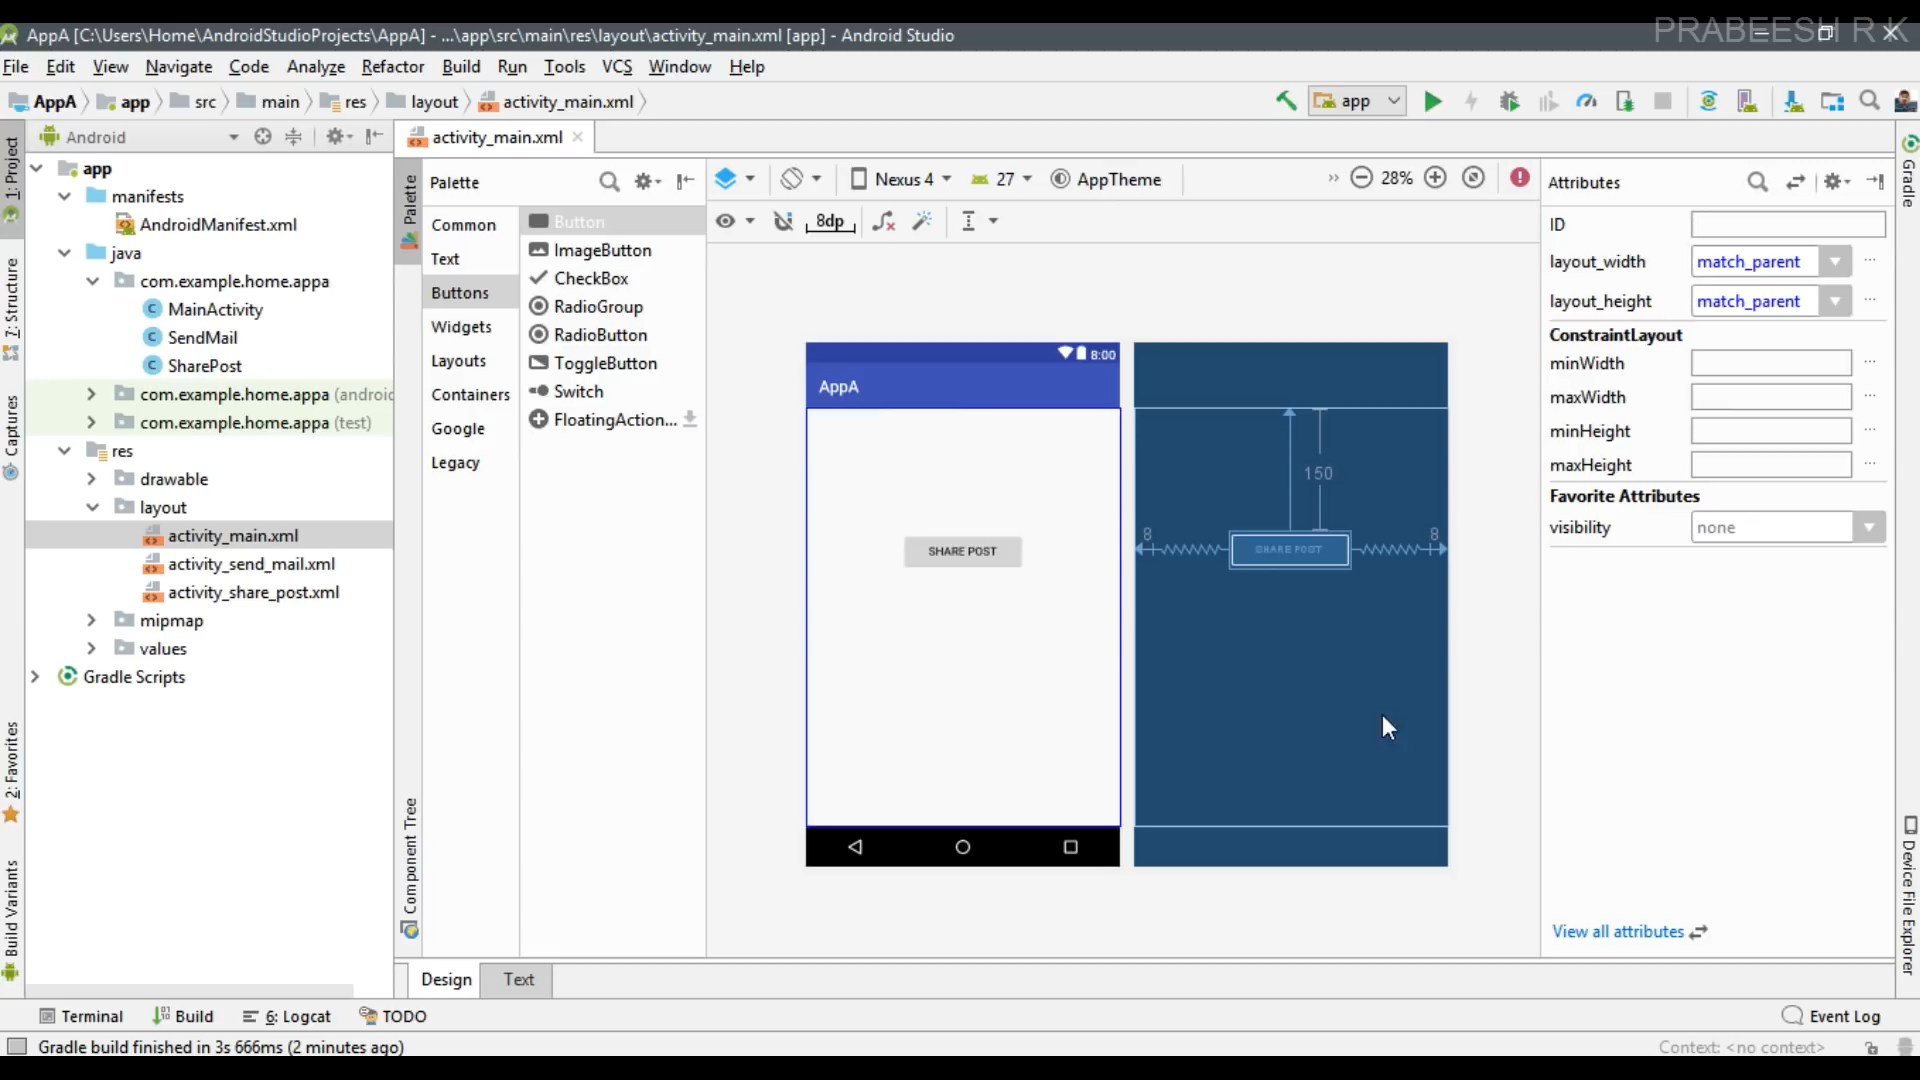 PRABEESH R K
AppA [C:\Users\Home\AndroidStudioProjects\AppA] - ...\app\src\main\res\layout\activity_main.xml [app] - Android Studio
File Edit View Navigate Code Analyze Refactor Build Run Tools VCS Window Help
AppA app src main res layout activity_main.xml app
1: Project
7: Structure
Captures
2: Favorites
Build Variants
Android
app
manifests
AndroidManifest.xml
java
com.example.home.appa
MainActivity
SendMail
SharePost
com.example.home.appa (androi
com.example.home.appa (test)
res
drawable
layout
activity_main.xml
activity_send_mail.xml
activity_share_post.xml
mipmap
values
Gradle Scripts
activity_main.xml
Palette
Component Tree
Palette
Common
Text
Buttons
Widgets
Layouts
Containers
Google
Legacy
Button
ImageButton
CheckBox
RadioGroup
RadioButton
ToggleButton
Switch
FloatingAction...
Nexus 4 27 AppTheme 28%
8dp
8:00
AppA
SHARE POST
150
8 8
SHARE POST
Attributes
ID
layout_width match_parent
layout_height match_parent
ConstraintLayout
minWidth
maxWidth
minHeight
maxHeight
Favorite Attributes
visibility none
View all attributes
Gradle
Device File Explorer
Design Text
Terminal Build 6: Logcat TODO Event Log
Gradle build finished in 3s 666ms (2 minutes ago) Context: <no context>